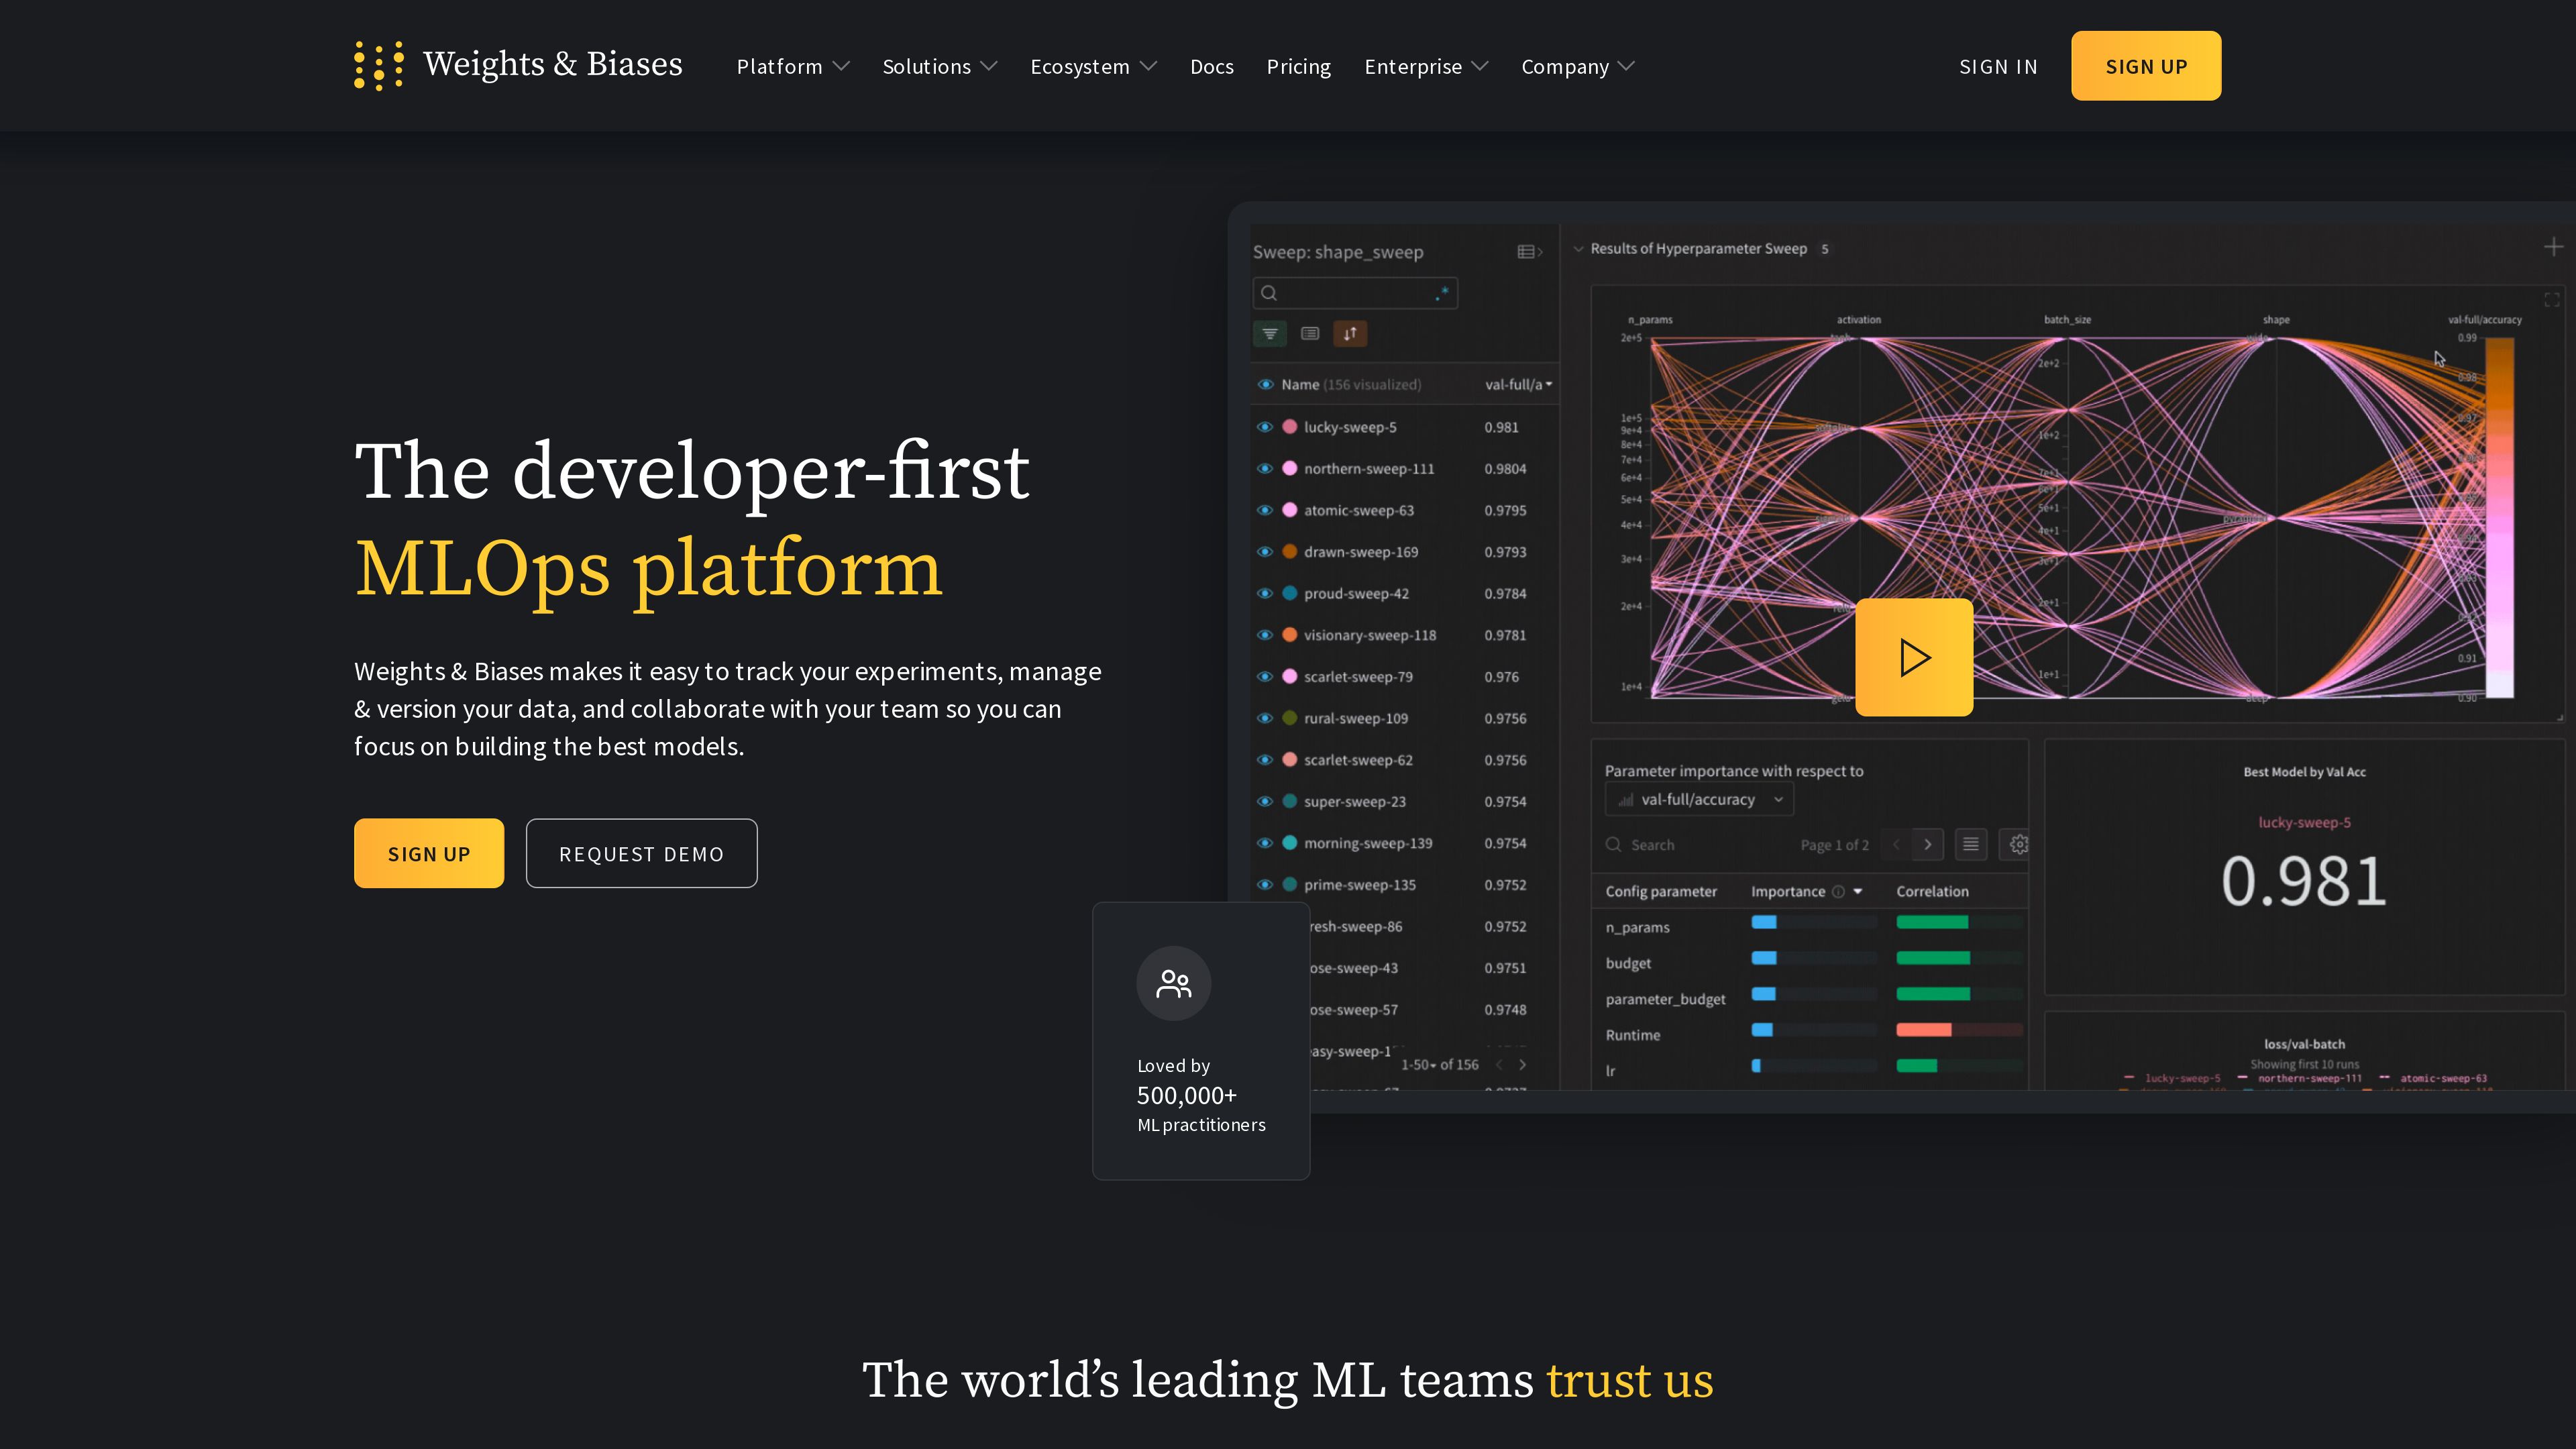 Weights & Biases
Platform
Solutions
Ecosystem
Docs
Pricing
Enterprise
Company
SIGN IN
SIGN UP
The developer-first
MLOps platform
Weights & Biases makes it easy to track your experiments, manage
& version your data, and collaborate with your team so you can
focus on building the best models.
SIGN UP
REQUEST DEMO
Sweep: shape_sweep
.*
Name (156 visualized) val-full/a
lucky-sweep-5 0.981
northern-sweep-111 0.9804
atomic-sweep-63 0.9795
drawn-sweep-169 0.9793
proud-sweep-42 0.9784
visionary-sweep-118 0.9781
scarlet-sweep-79 0.976
rural-sweep-109 0.9756
scarlet-sweep-62 0.9756
super-sweep-23 0.9754
morning-sweep-139 0.9754
prime-sweep-135 0.9752
resh-sweep-86 0.9752
ose-sweep-43 0.9751
ose-sweep-57 0.9748
easy-sweep-1
1-50 of 156
Results of Hyperparameter Sweep 5
n_params activation batch_size shape val-full/accuracy
2e+5
1e+5
9e+4
8e+4
7e+4
6e+4
5e+4
4e+4
3e+4
2e+4
1e+4
2e+2
1e+2
5e+1
4e+1
2e+1
1e+1
0.99
0.98
0.91
0.90
Parameter importance with respect to
val-full/accuracy
Search
Page 1 of 2
Config parameter Importance Correlation
n_params
budget
parameter_budget
Runtime
lr
Best Model by Val Acc
lucky-sweep-5
0.981
loss/val-batch
Showing first 10 runs
lucky-sweep-5 northern-sweep-111 atomic-sweep-63
Loved by
500,000+
ML practitioners
The world’s leading ML teams trust us